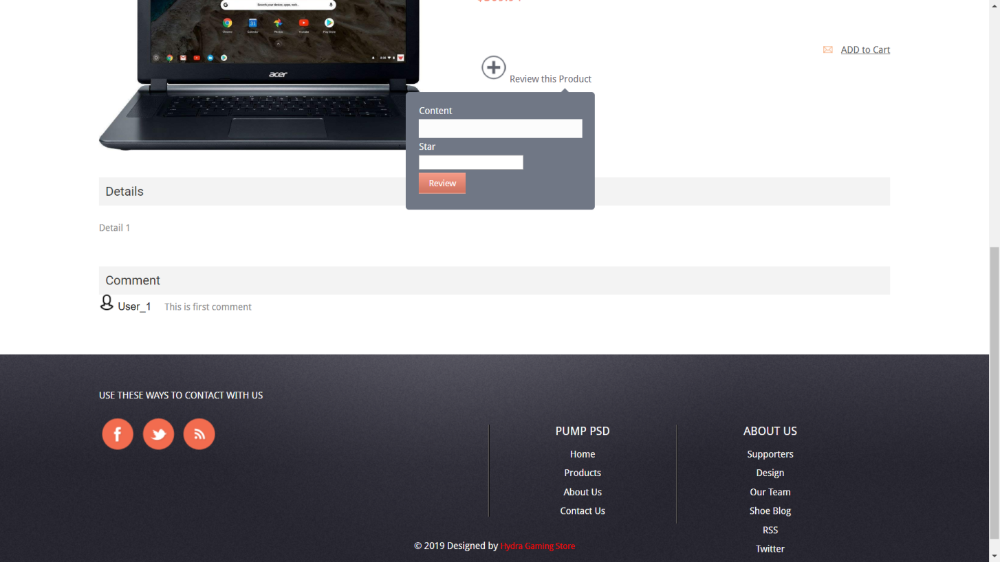 Search your device, apps, web..
Chrome
Calendar
Photos
Youtube
Play Store
acer
ADD to Cart
Review this Product
Content
Star
Review
Details
Detail 1
Comment
User_1 This is first comment
USE THESE WAYS TO CONTACT WITH US
PUMP PSD
Home
Products
About Us
Contact Us
ABOUT US
Supporters
Design
Our Team
Shoe Blog
RSS
Twitter
© 2019 Designed by Hydra Gaming Store